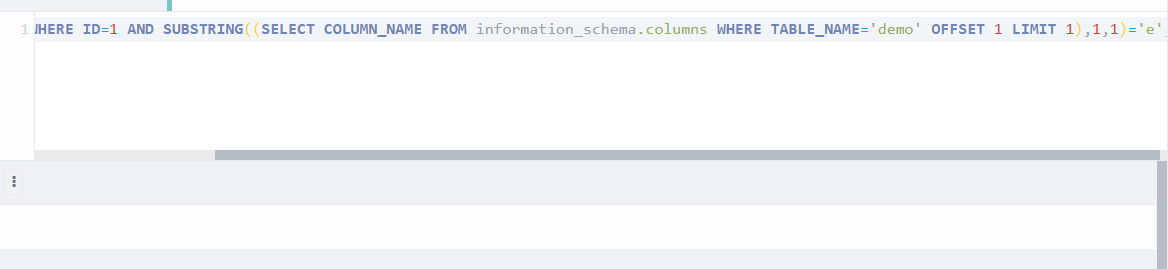 1 WHERE ID=1 AND SUBSTRING((SELECT COLUMN_NAME FROM information_schema.columns WHERE TABLE_NAME='demo' OFFSET 1 LIMIT 1),1,1)='e'